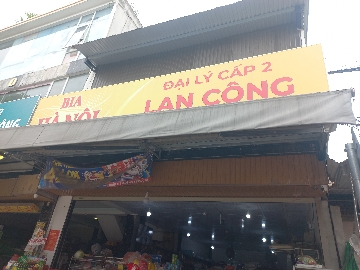 BIA
HÀ NỘI
ĐẠI LÝ CẤP 2
LAN CÔNG